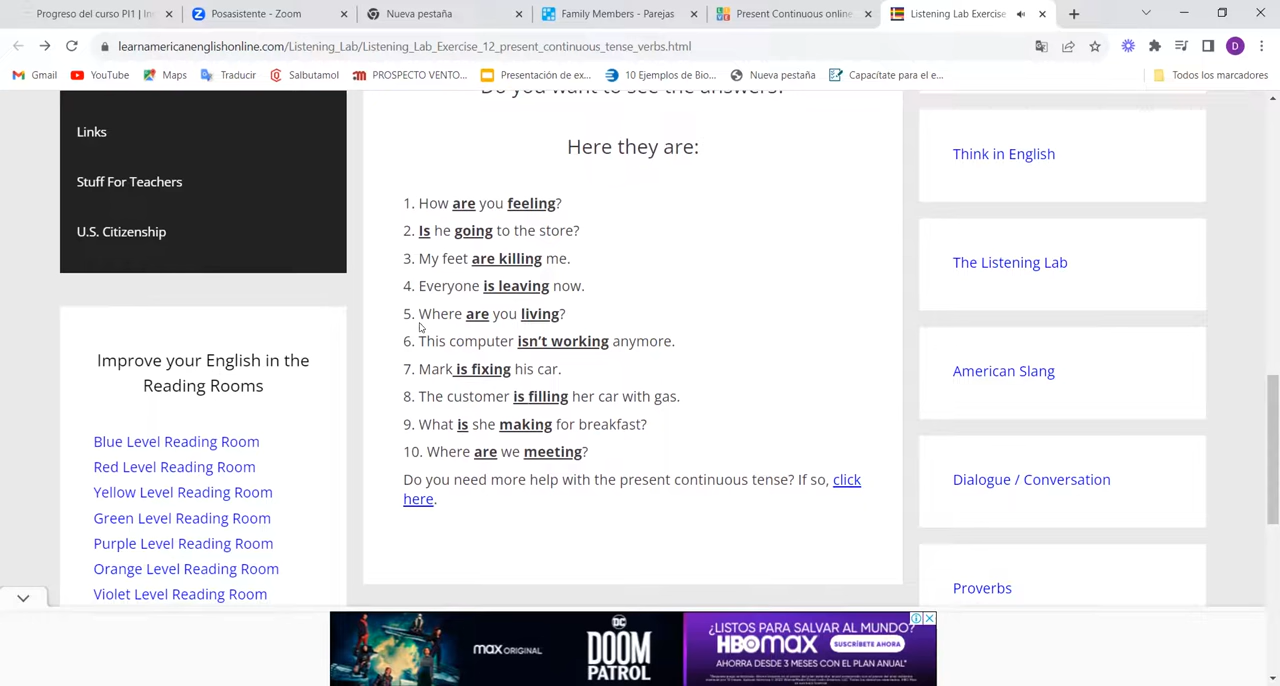 Progreso del curso PI1 | In
Posasistente - Zoom
Nueva pestaña
Family Members - Parejas
Present Continuous online
Listening Lab Exercise
learnamericanenglishonline.com/Listening_Lab/Listening_Lab_Exercise_12_present_continuous_tense_verbs.html
D
Gmail
YouTube
Maps
Traducir
Salbutamol
PROSPECTO VENTO...
Presentación de ex...
10 Ejemplos de Bio...
Nueva pestaña
Capacítate para el e...
Todos los marcadores
Links
Stuff For Teachers
U.S. Citizenship
Improve your English in the
Reading Rooms
Blue Level Reading Room
Red Level Reading Room
Yellow Level Reading Room
Green Level Reading Room
Purple Level Reading Room
Orange Level Reading Room
Violet Level Reading Room
Do you want to see the answers?
Here they are:
1. How are you feeling?
2. Is he going to the store?
3. My feet are killing me.
4. Everyone is leaving now.
5. Where are you living?
6. This computer isn't working anymore.
7. Mark is fixing his car.
8. The customer is filling her car with gas.
9. What is she making for breakfast?
10. Where are we meeting?
Do you need more help with the present continuous tense? If so, click
here.
Think in English
The Listening Lab
American Slang
Dialogue / Conversation
Proverbs
max ORIGINAL
DC
DOOM
PATROL
¿LISTOS PARA SALVAR AL MUNDO?
HBOMAX
SUSCRÍBETE AHORA
AHORRA DESDE 3 MESES CON EL PLAN ANUAL*